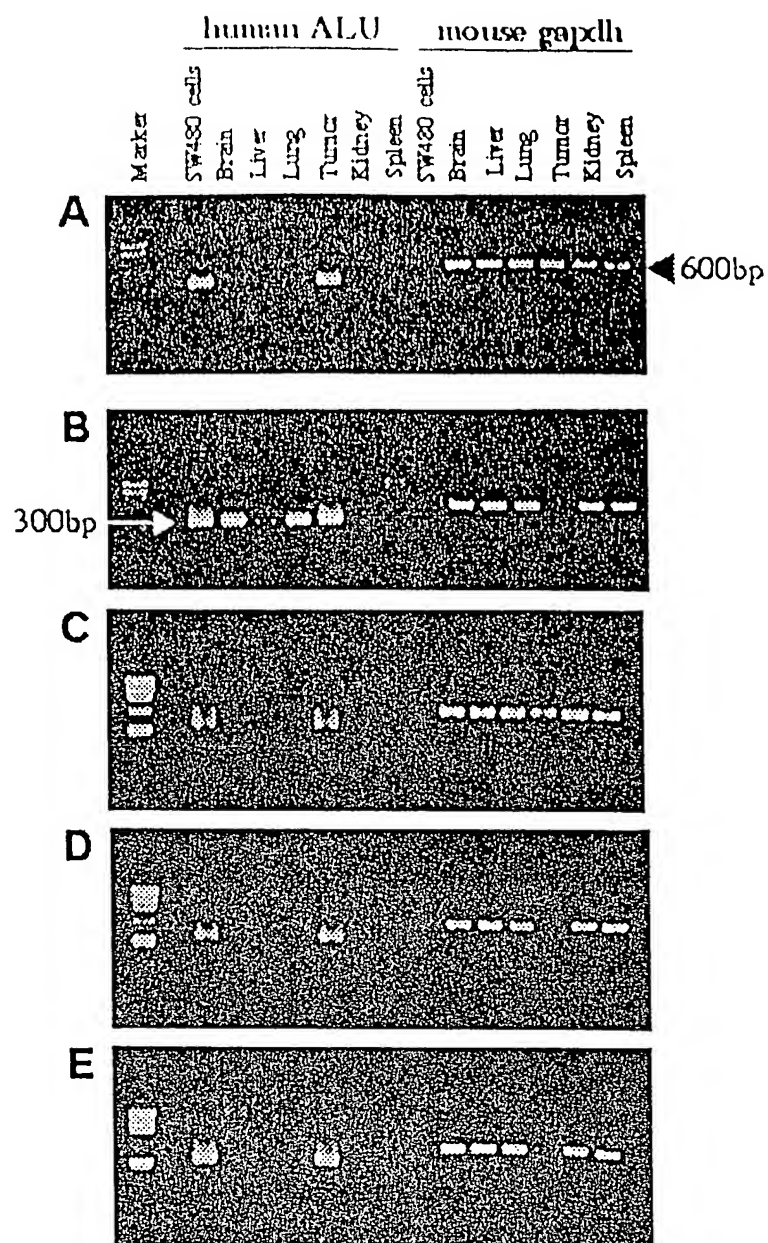 human ALU mouse gapdh
Marker SW480 cells Brain Liver Lung Tumor Kidney Spleen SW480 cells Brain Liver Lung Tumor Kidney Spleen
A
600bp
B
300bp
C
D
E